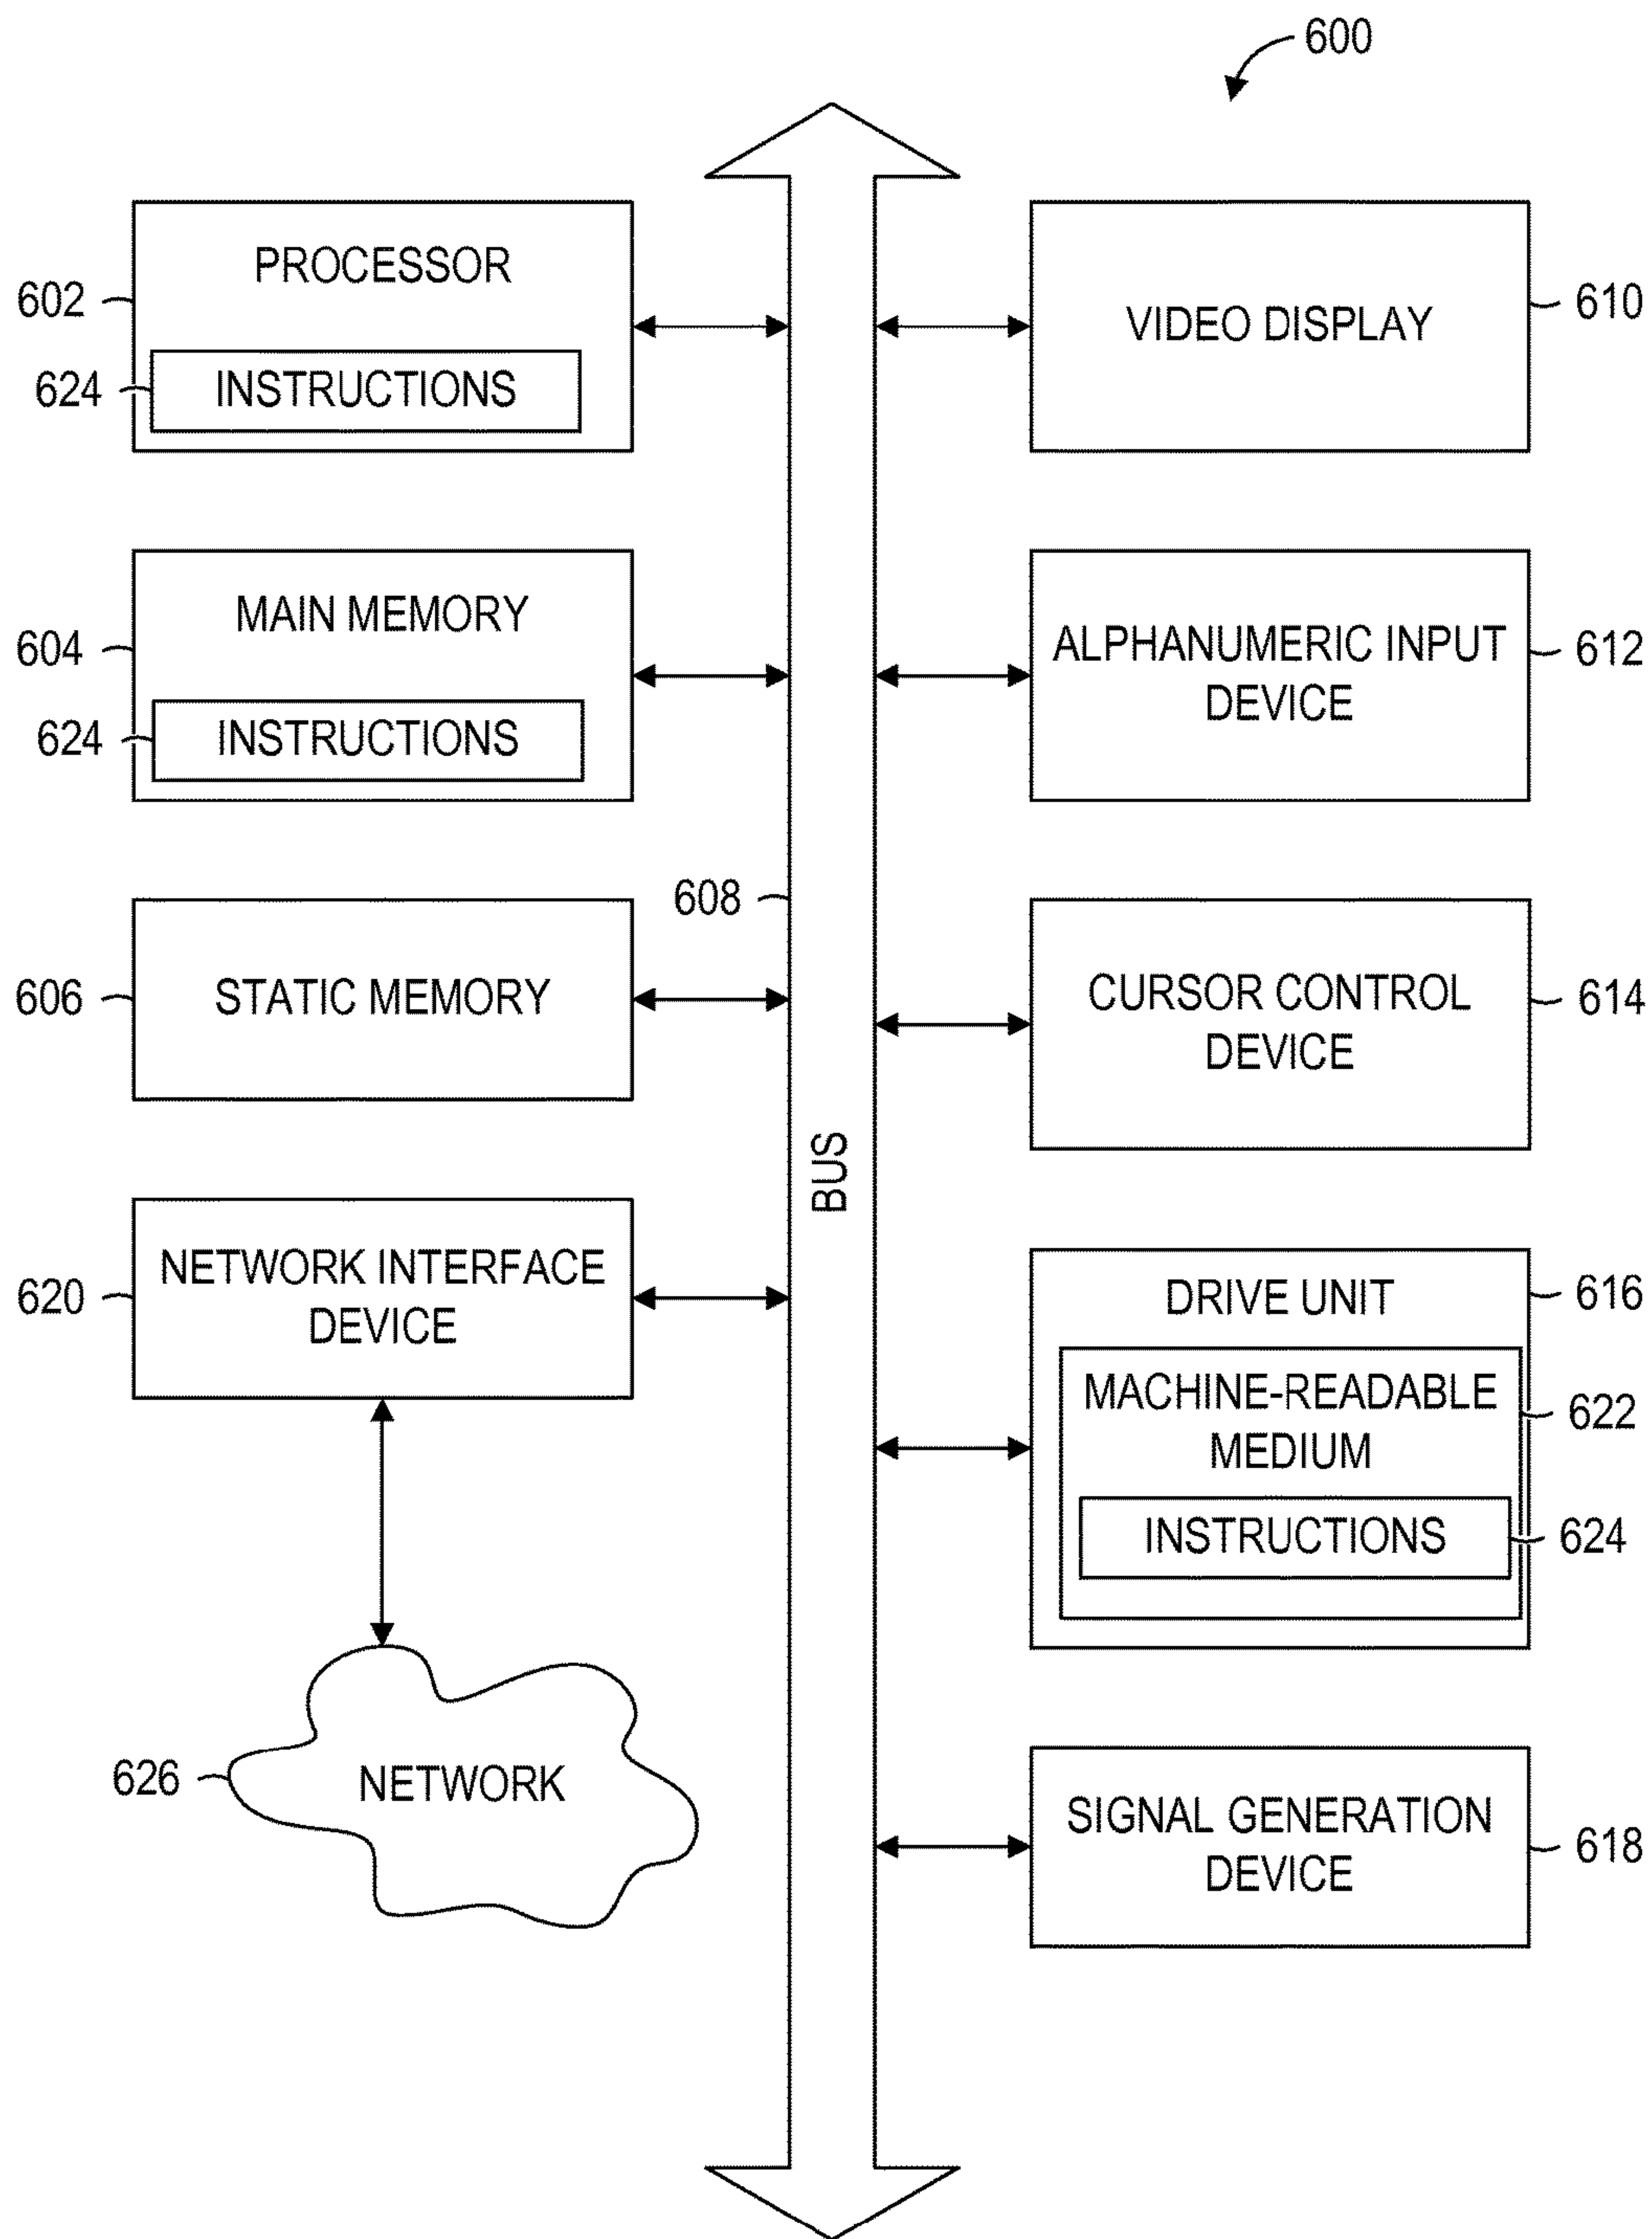 600
PROCESSOR
602
624
INSTRUCTIONS
MAIN MEMORY
604
624
INSTRUCTIONS
608
STATIC MEMORY
606
BUS
NETWORK INTERFACE
DEVICE
620
NETWORK
626
VIDEO DISPLAY
610
ALPHANUMERIC INPUT
DEVICE
612
CURSOR CONTROL
DEVICE
614
DRIVE UNIT
616
MACHINE-READABLE
MEDIUM
622
INSTRUCTIONS
624
SIGNAL GENERATION
DEVICE
618